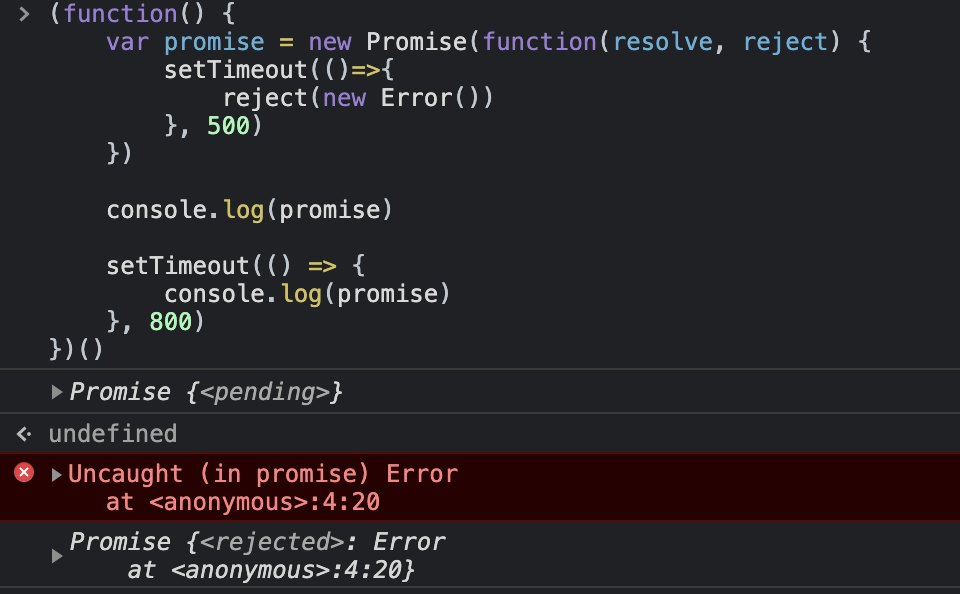 (function() {
    var promise = new Promise(function(resolve, reject) {
        setTimeout(()=>{
            reject(new Error())
        }, 500)
    })

    console.log(promise)

    setTimeout(() => {
        console.log(promise)
    }, 800)
})()
Promise {<pending>}
undefined
Uncaught (in promise) Error
    at <anonymous>:4:20
Promise {<rejected>: Error
    at <anonymous>:4:20}